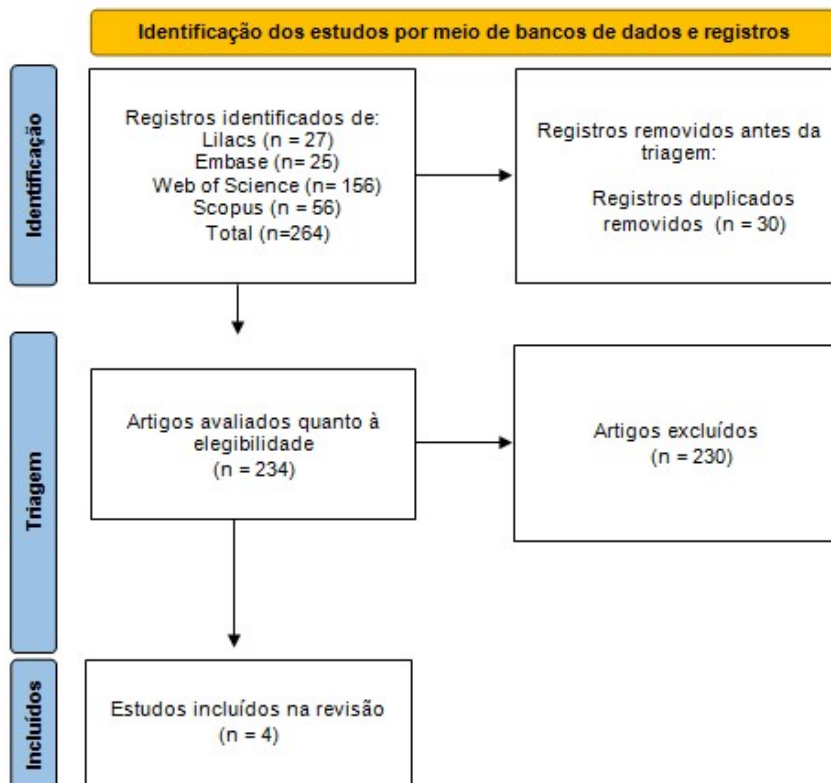 Identificação dos estudos por meio de bancos de dados e registros
Identificação
Registros identificados de:
Lilacs (n = 27)
Embase (n= 25)
Web of Science (n= 156)
Scopus (n = 56)
Total (n=264)
Registros removidos antes da
triagem:
Registros duplicados
removidos (n = 30)
Triagem
Artigos avaliados quanto à
elegibilidade
(n = 234)
Artigos excluídos
(n = 230)
Incluídos
Estudos incluídos na revisão
(n = 4)